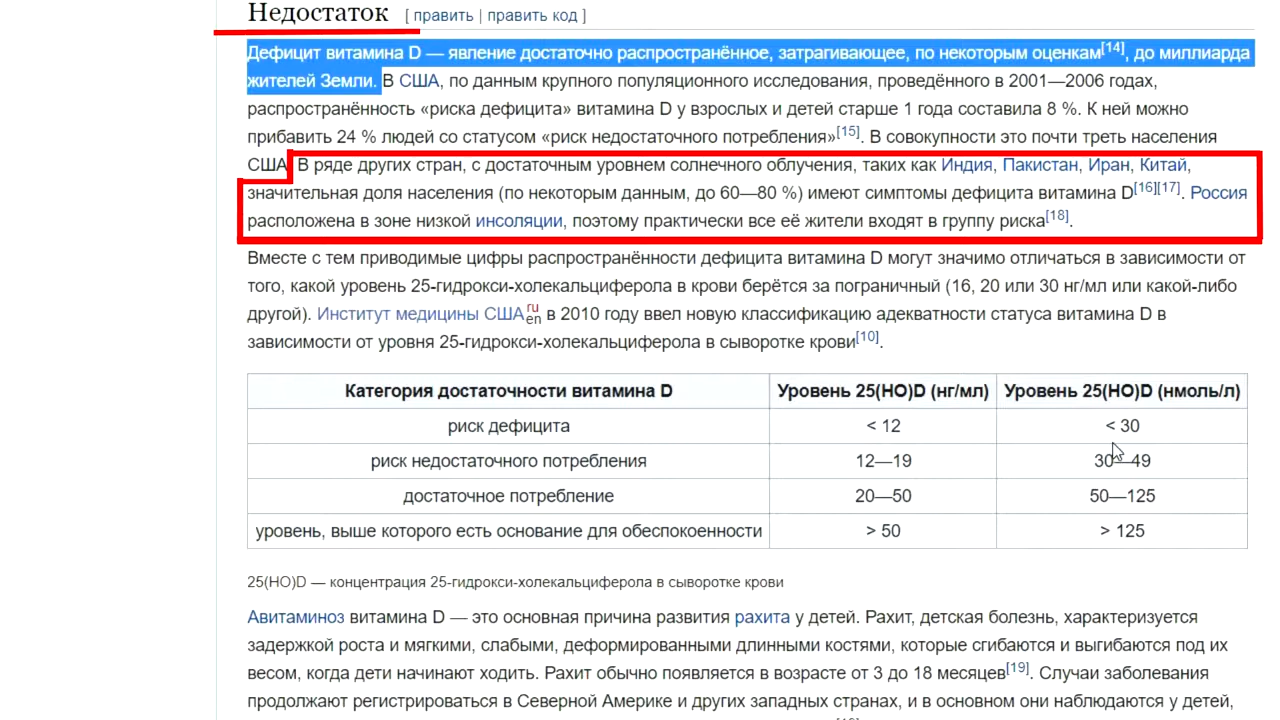 Недостаток [ править | править код ]
Дефицит витамина D — явление достаточно распространённое, затрагивающее, по некоторым оценкам[14], до миллиарда
жителей Земли. В США, по данным крупного популяционного исследования, проведённого в 2001—2006 годах,
распространённость «риска дефицита» витамина D у взрослых и детей старше 1 года составила 8 %. К ней можно
прибавить 24 % людей со статусом «риск недостаточного потребления»[15]. В совокупности это почти треть населения
США В ряде других стран, с достаточным уровнем солнечного облучения, таких как Индия, Пакистан, Иран, Китай,
значительная доля населения (по некоторым данным, до 60—80 %) имеют симптомы дефицита витамина D[16][17]. Россия
расположена в зоне низкой инсоляции, поэтому практически все её жители входят в группу риска[18].
Вместе с тем приводимые цифры распространённости дефицита витамина D могут значимо отличаться в зависимости от
того, какой уровень 25-гидрокси-холекальциферола в крови берётся за пограничный (16, 20 или 30 нг/мл или какой-либо
другой). Институт медицины США ru en в 2010 году ввел новую классификацию адекватности статуса витамина D в
зависимости от уровня 25-гидрокси-холекальциферола в сыворотке крови[10].
Категория достаточности витамина D Уровень 25(HO)D (нг/мл) Уровень 25(HO)D (нмоль/л)
риск дефицита < 12 < 30
риск недостаточного потребления 12—19 30—49
достаточное потребление 20—50 50—125
уровень, выше которого есть основание для обеспокоенности > 50 > 125
25(HO)D — концентрация 25-гидрокси-холекальциферола в сыворотке крови
Авитаминоз витамина D — это основная причина развития рахита у детей. Рахит, детская болезнь, характеризуется
задержкой роста и мягкими, слабыми, деформированными длинными костями, которые сгибаются и выгибаются под их
весом, когда дети начинают ходить. Рахит обычно появляется в возрасте от 3 до 18 месяцев[19]. Случаи заболевания
продолжают регистрироваться в Северной Америке и других западных странах, и в основном они наблюдаются у детей,